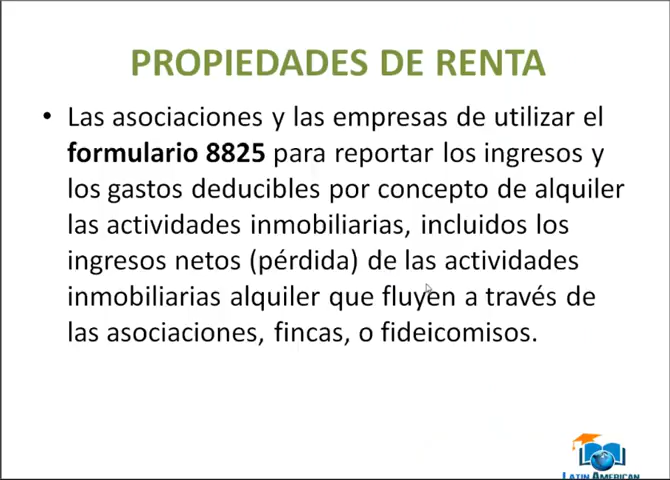 PROPIEDADES DE RENTA
• Las asociaciones y las empresas de utilizar el
formulario 8825 para reportar los ingresos y
los gastos deducibles por concepto de alquiler
las actividades inmobiliarias, incluidos los
ingresos netos (pérdida) de las actividades
inmobiliarias alquiler que fluyen a través de
las asociaciones, fincas, o fideicomisos.
LATIN AMERICAN